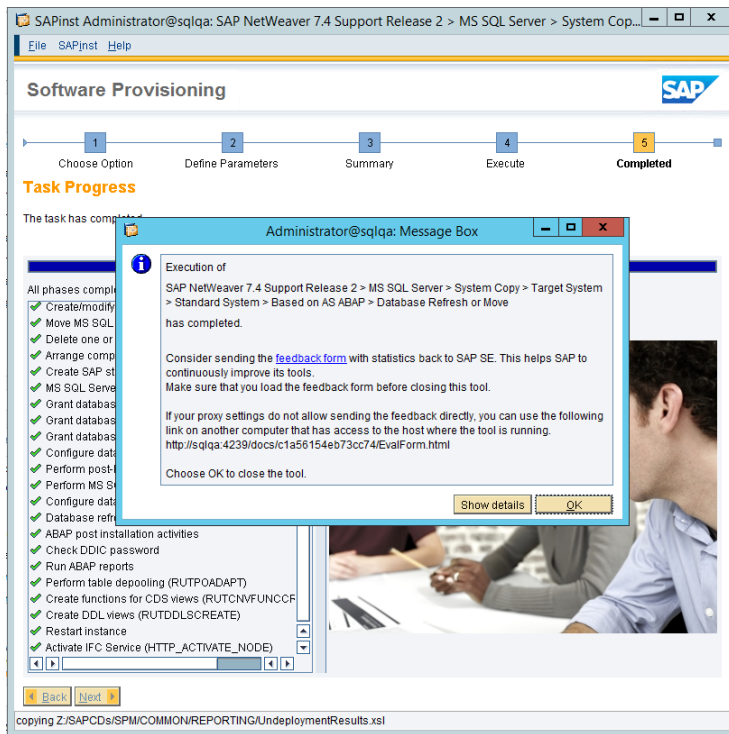 SAPinst Administrator@sqlqa: SAP NetWeaver 7.4 Support Release 2 > MS SQL Server > System Cop...
File SAPinst Help
Software Provisioning
SAP
1 2 3 4 5
Choose Option Define Parameters Summary Execute Completed
Task Progress
The task has completed
Administrator@sqlqa: Message Box
Execution of
SAP NetWeaver 7.4 Support Release 2 > MS SQL Server > System Copy > Target System
> Standard System > Based on AS ABAP > Database Refresh or Move
has completed.
Consider sending the feedback form with statistics back to SAP SE. This helps SAP to
continuously improve its tools.
Make sure that you load the feedback form before closing this tool.
If your proxy settings do not allow sending the feedback directly, you can use the following
link on another computer that has access to the host where the tool is running.
http://sqlqa:4239/docs/c1a56154eb73cc74/EvalForm.html
Choose OK to close the tool.
Show details OK
All phases comple
Create/modify
Move MS SQL
Delete one or
Arrange comp
Create SAP st
MS SQL Serve
Grant databas
Grant databas
Grant databas
Configure data
Perform post-
Perform MS S
Configure data
Database refr
ABAP post installation activities
Check DDIC password
Run ABAP reports
Perform table depooling (RUTPOADAPT)
Create functions for CDS views (RUTCNVFUNCCF
Create DDL views (RUTDDLSCREATE)
Restart instance
Activate IFC Service (HTTP_ACTIVATE_NODE)
Back Next
copying Z:/SAPCDs/SPM/COMMON/REPORTING/UndeploymentResults.xsl